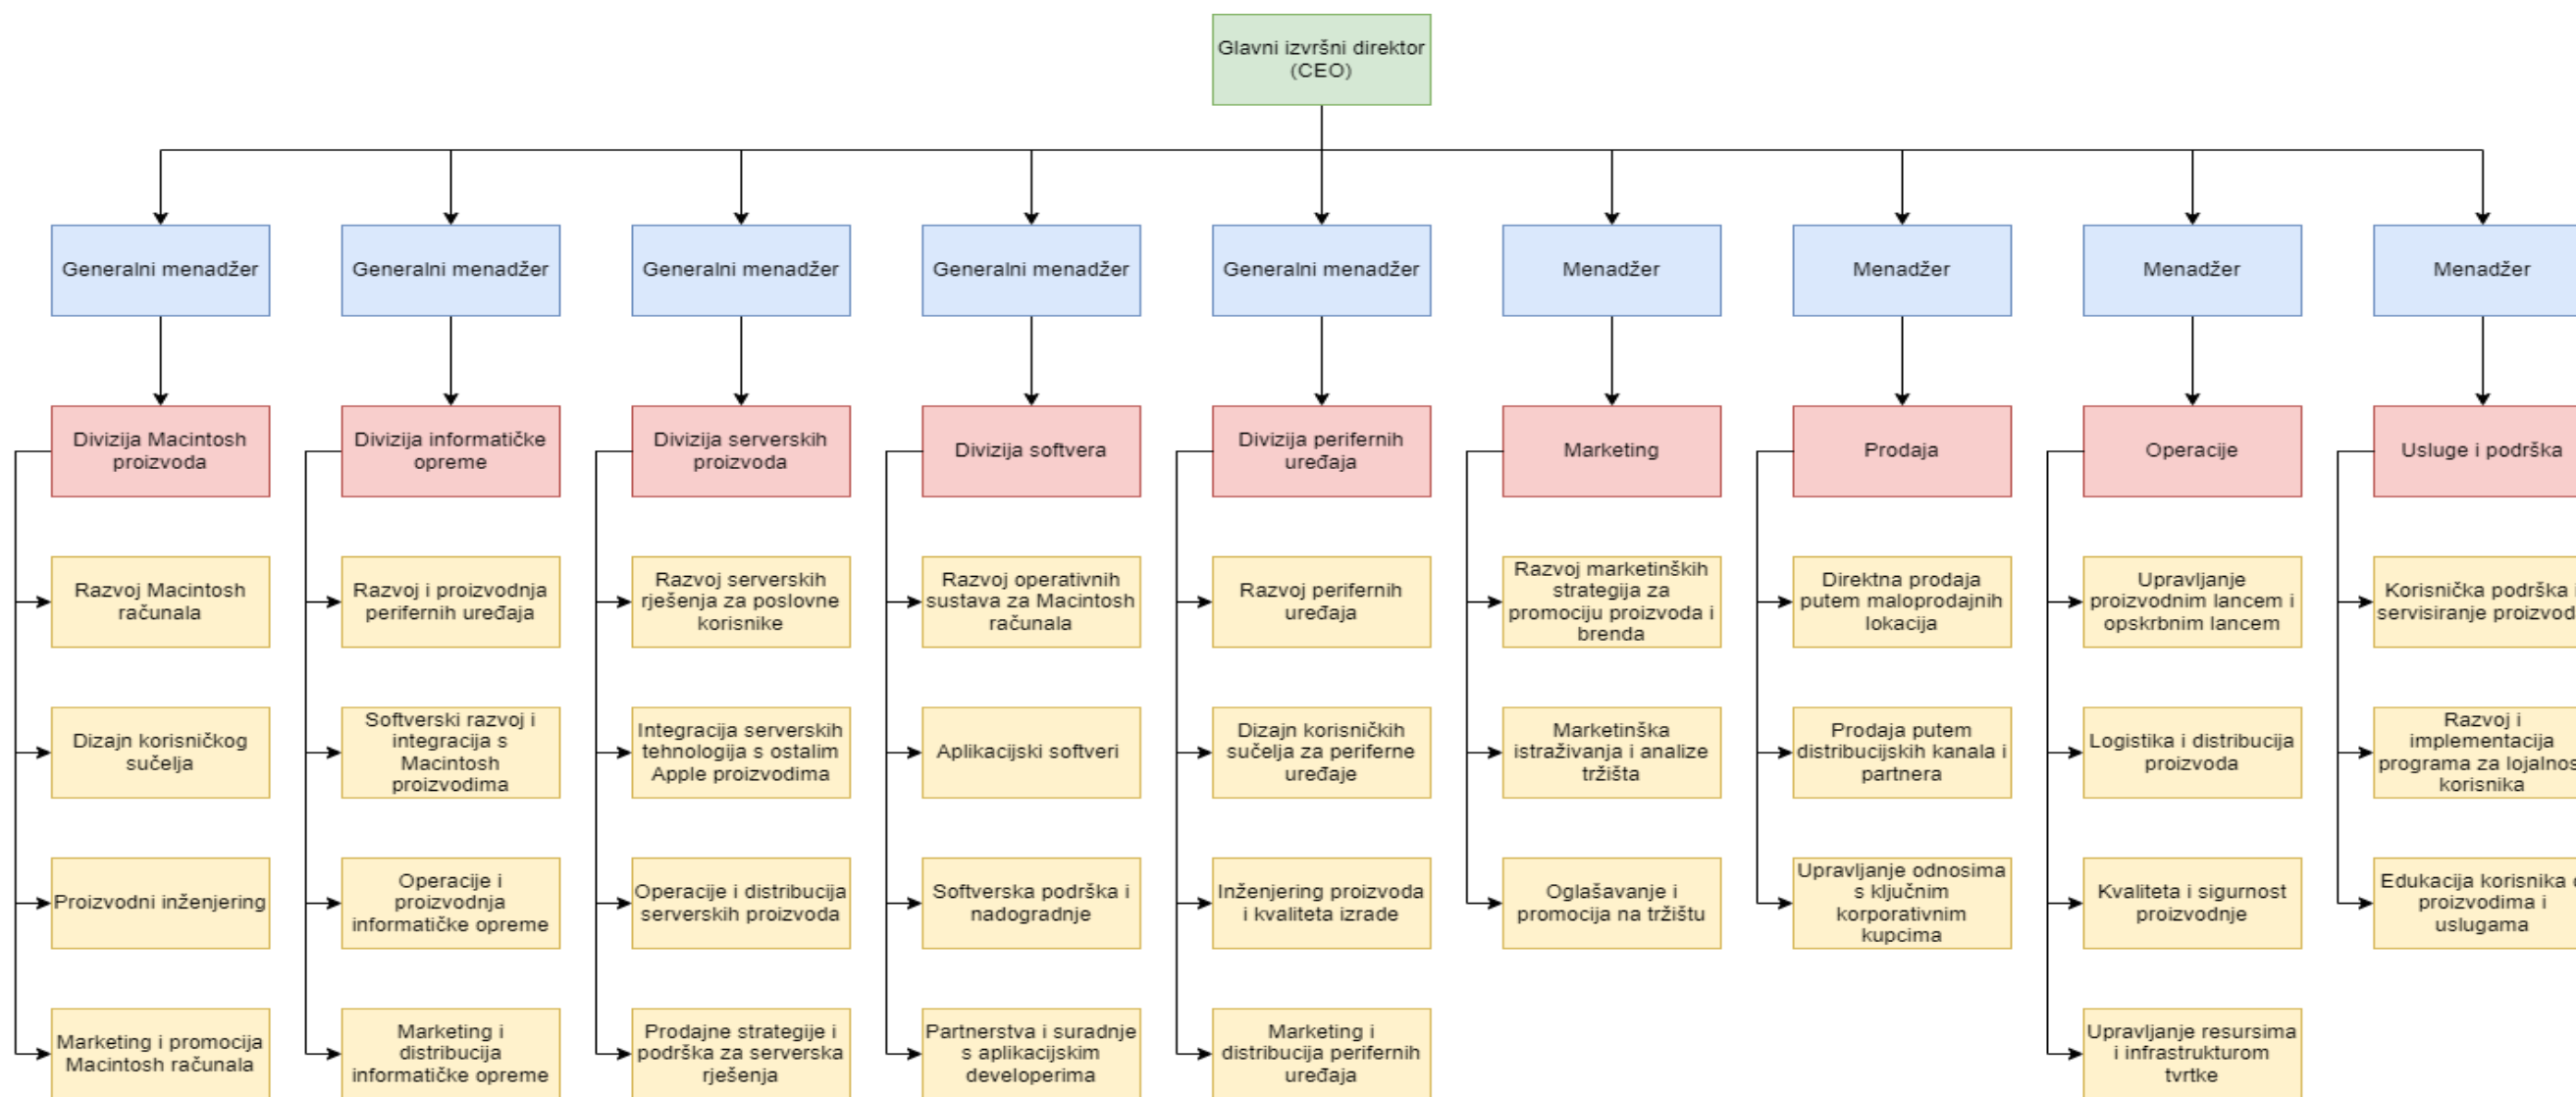 Glavni izvršni direktor
(CEO)
Generalni menadžer
Generalni menadžer
Generalni menadžer
Generalni menadžer
Generalni menadžer
Menadžer
Menadžer
Menadžer
Menadžer
Divizija Macintosh
proizvoda
Divizija informatičke
opreme
Divizija serverskih
proizvoda
Divizija softvera
Divizija perifernih
uređaja
Marketing
Prodaja
Operacije
Usluge i podrška
Razvoj Macintosh
računala
Razvoj i proizvodnja
perifernih uređaja
Razvoj serverskih
rješenja za poslovne
korisnike
Razvoj operativnih
sustava za Macintosh
računala
Razvoj perifernih
uređaja
Razvoj marketinških
strategija za
promociju proizvoda i
brenda
Direktna prodaja
putem maloprodajnih
lokacija
Upravljanje
proizvodnim lancem i
opskrbnim lancem
Korisnička podrška i
servisiranje
Dizajn korisničkog
sučelja
Softverski razvoj i
integracija s
Macintosh
proizvodima
Integracija serverskih
tehnologija s ostalim
Apple proizvodima
Aplikacijski softveri
Dizajn korisničkih
sučelja za periferne
uređaje
Marketinška
istraživanja i analize
tržišta
Prodaja putem
distribucijskih kanala i
partnera
Logistika i distribucija
proizvoda
Razvoj i
implementacija
programa za
korisnika
Proizvodni inženjering
Operacije i
proizvodnja
informatičke opreme
Operacije i distribucija
serverskih proizvoda
Softverska podrška i
nadogradnje
Inženjering proizvoda
i kvaliteta izrade
Oglašavanje i
promocija na tržištu
Upravljanje odnosima
s ključnim
korporativnim
kupcima
Kvaliteta i sigurnost
proizvodnje
Edukacija korisnika
proizvodima i
uslugama
Marketing i promocija
Macintosh računala
Marketing i
distribucija
informatičke opreme
Prodajne strategije i
podrška za serverska
rješenja
Partnerstva i suradnje
s aplikacijskim
developerima
Marketing i
distribucija perifernih
uređaja
Upravljanje resursima
i infrastrukturom
tvrtke